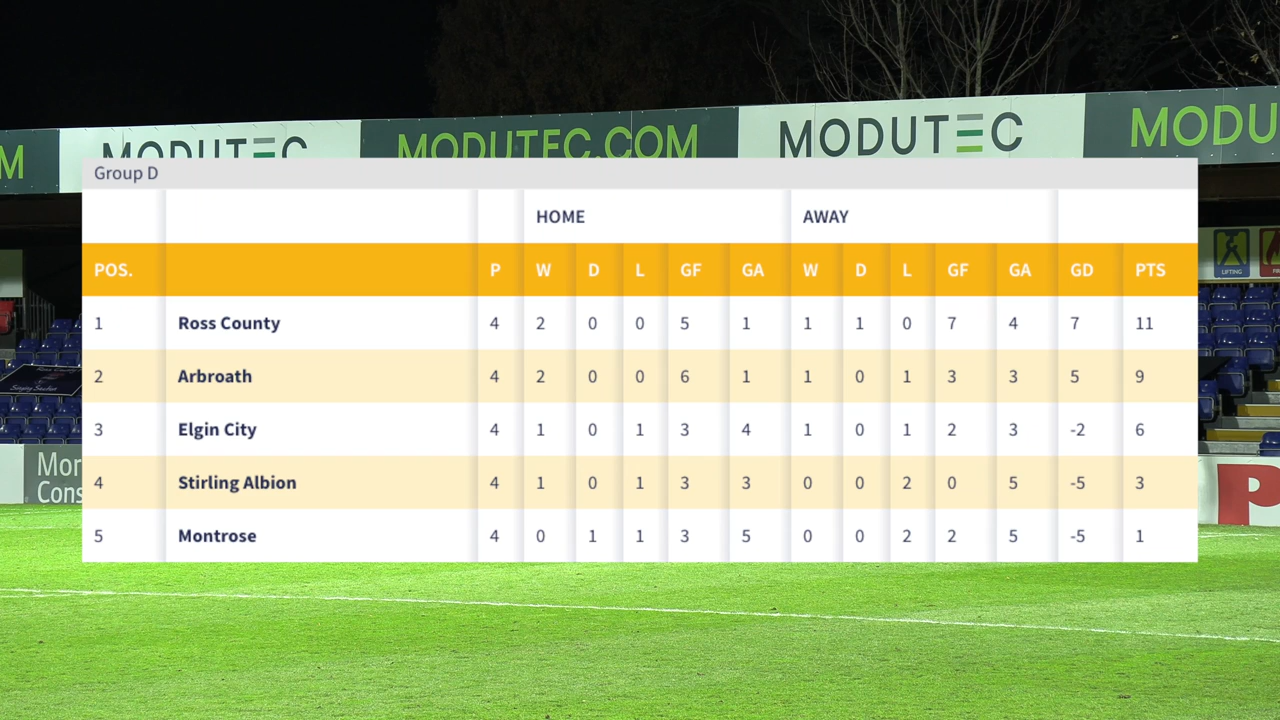 MODUTEC MODUTEC.COM MODUTEC MODU
M
Group D
HOME AWAY
POS. P W D L GF GA W D L GF GA GD PTS
1 Ross County 4 2 0 0 5 1 1 1 0 7 4 7 11
2 Arbroath 4 2 0 0 6 1 1 0 1 3 3 5 9
3 Elgin City 4 1 0 1 3 4 1 0 1 2 3 -2 6
4 Stirling Albion 4 1 0 1 3 3 0 0 2 0 5 -5 3
5 Montrose 4 0 1 1 3 5 0 0 2 2 5 -5 1
LIFTING
Mor
Cons
P